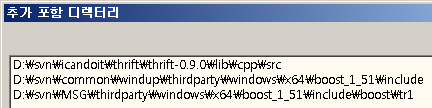 추가 포함 디렉터리
D:₩svn₩icandoit₩thrift₩thrift-0.9.0₩lib₩cpp₩src
D:₩svn₩common₩windup₩thirdparty₩windows₩x64₩boost_1_51₩include
D:₩svn₩MSG₩thirdparty₩windows₩x64₩boost_1_51₩include₩boost₩tr1